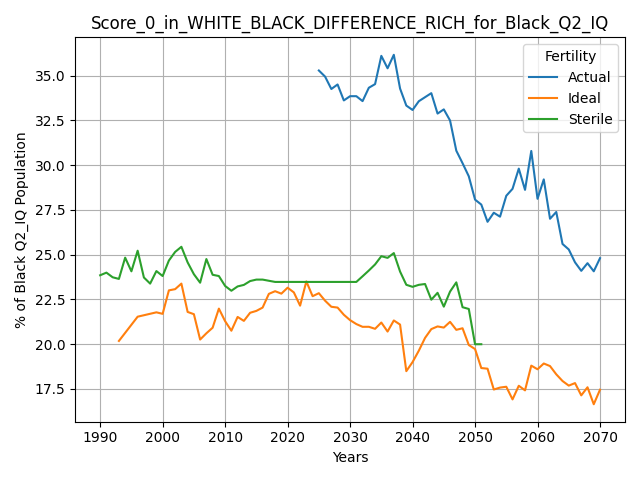 Score_0_in_WHITE_BLACK_DIFFERENCE_RICH_for_Black_Q2_IQ
Fertility
Actual
Ideal
Sterile
% of Black Q2_IQ Population
35.0
32.5
30.0
27.5
25.0
22.5
20.0
17.5
1990 2000 2010 2020 2030 2040 2050 2060 2070
Years